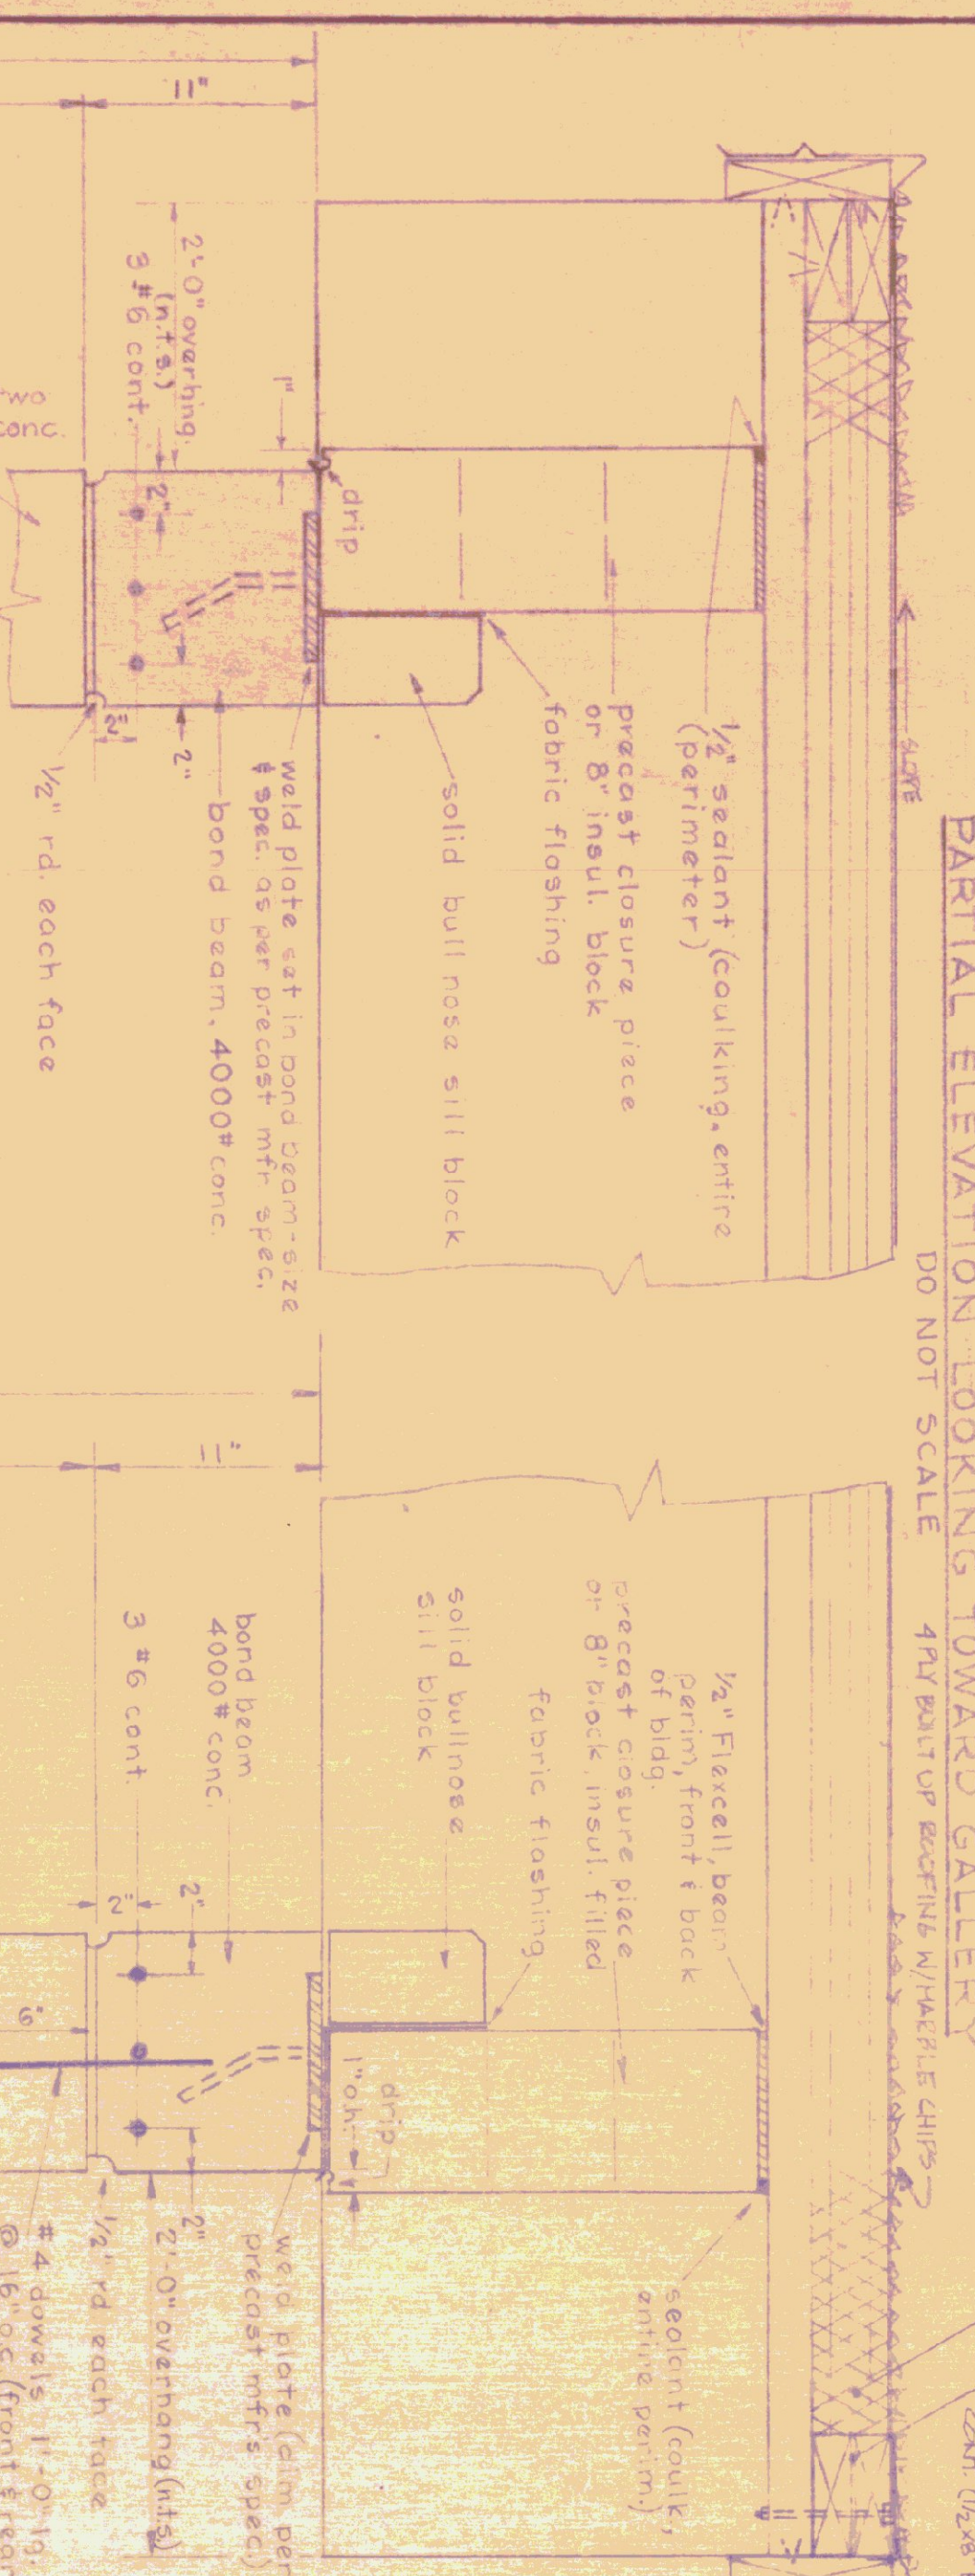 PARTIAL ELEVATION LOOKING TOWARD GALLERY
DO NOT SCALE
4 PLY BUILT UP ROOFING W/MARBLE CHIPS
SLOPE
1/2" sealant (caulking, entire
(perimeter)
precast closure piece
or 8" insul. block
fabric flashing
solid bull nose sill block
drip
1"
weld plate set in bond beam-size
& spec. as per precast mfr. spec.
bond beam, 4000# conc.
2'-0" overhng.
(n.t.s.)
3 #6 cont.
2"
2"
2"
11"
1/2" rd. each face
two
conc.
1/2" Flexcell, beam
perim, front & back
of bldg.
precast closure piece
or 8" block, insul. filled
fabric flashing
solid bullnose
sill block
bond beam
4000# conc.
3 #6 cont.
11"
2"
2"
6"
drip
1" o.h.
sealant (caulk,
entire perim.)
weld plate (dim per
precast mfr's spec.)
2"
2'-0" overhang (n.t.s)
1/2" rd each face
#4 dowels 1'-0" lg.
@ 16" o.c. (front & rear